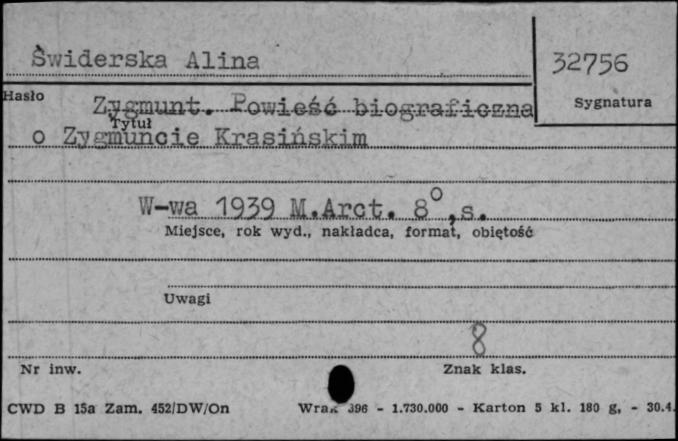 Świderska Alina
32756
Hasło
Sygnatura
Zygmunt. Powieść biograficzna
Tytuł
o Zygmuncie Krasińskim
W-wa 1939 M.Arct. 8°,s.
Miejsce, rok wyd., nakładca, format, objętość
Uwagi
8
Nr inw.
Znak klas.
CWD B 15a Zam. 452/DW/On
396 - 1.730.000 - Karton 5 kl. 180 g, - 30.4.